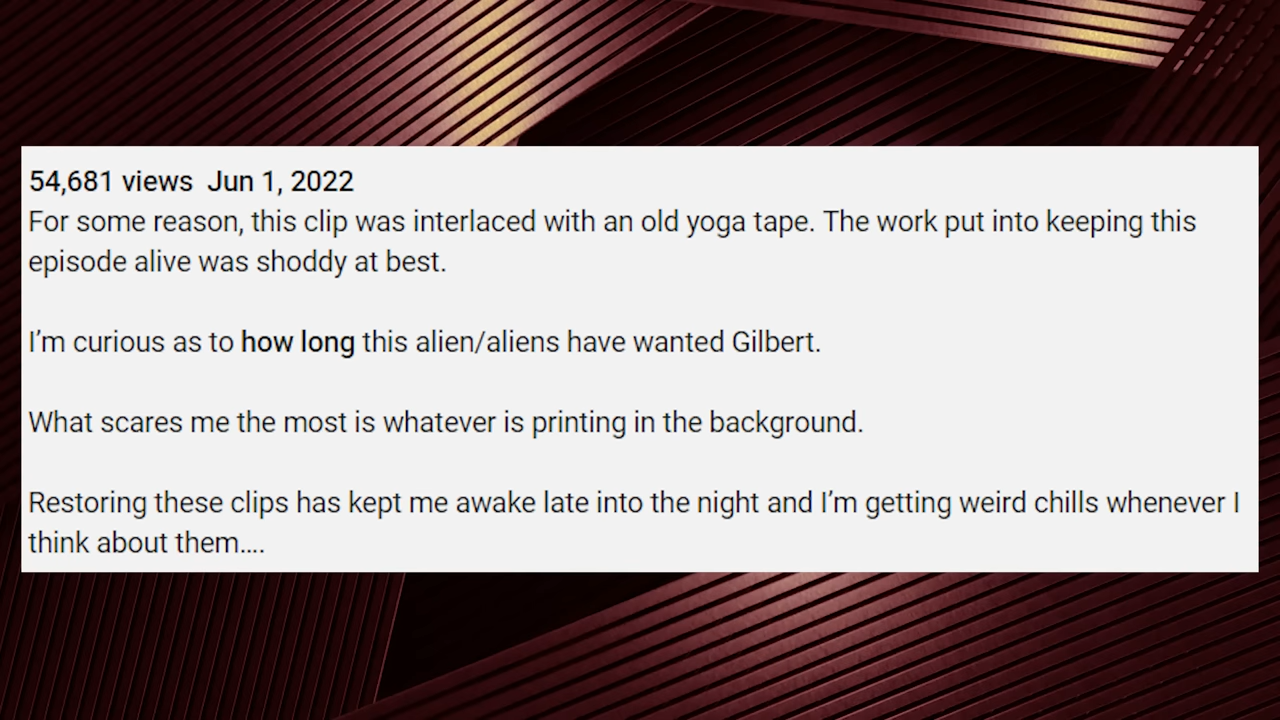 54,681 views  Jun 1, 2022
For some reason, this clip was interlaced with an old yoga tape. The work put into keeping this
episode alive was shoddy at best.
I’m curious as to how long this alien/aliens have wanted Gilbert.
What scares me the most is whatever is printing in the background.
Restoring these clips has kept me awake late into the night and I’m getting weird chills whenever I
think about them....